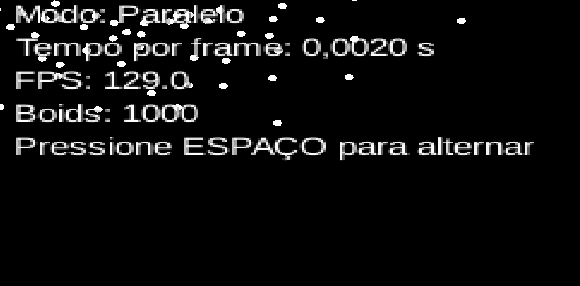 Modo: Paralelo
Tempo por frame: 0,0020 s
FPS: 129.0
Boids: 1000
Pressione ESPAÇO para alternar